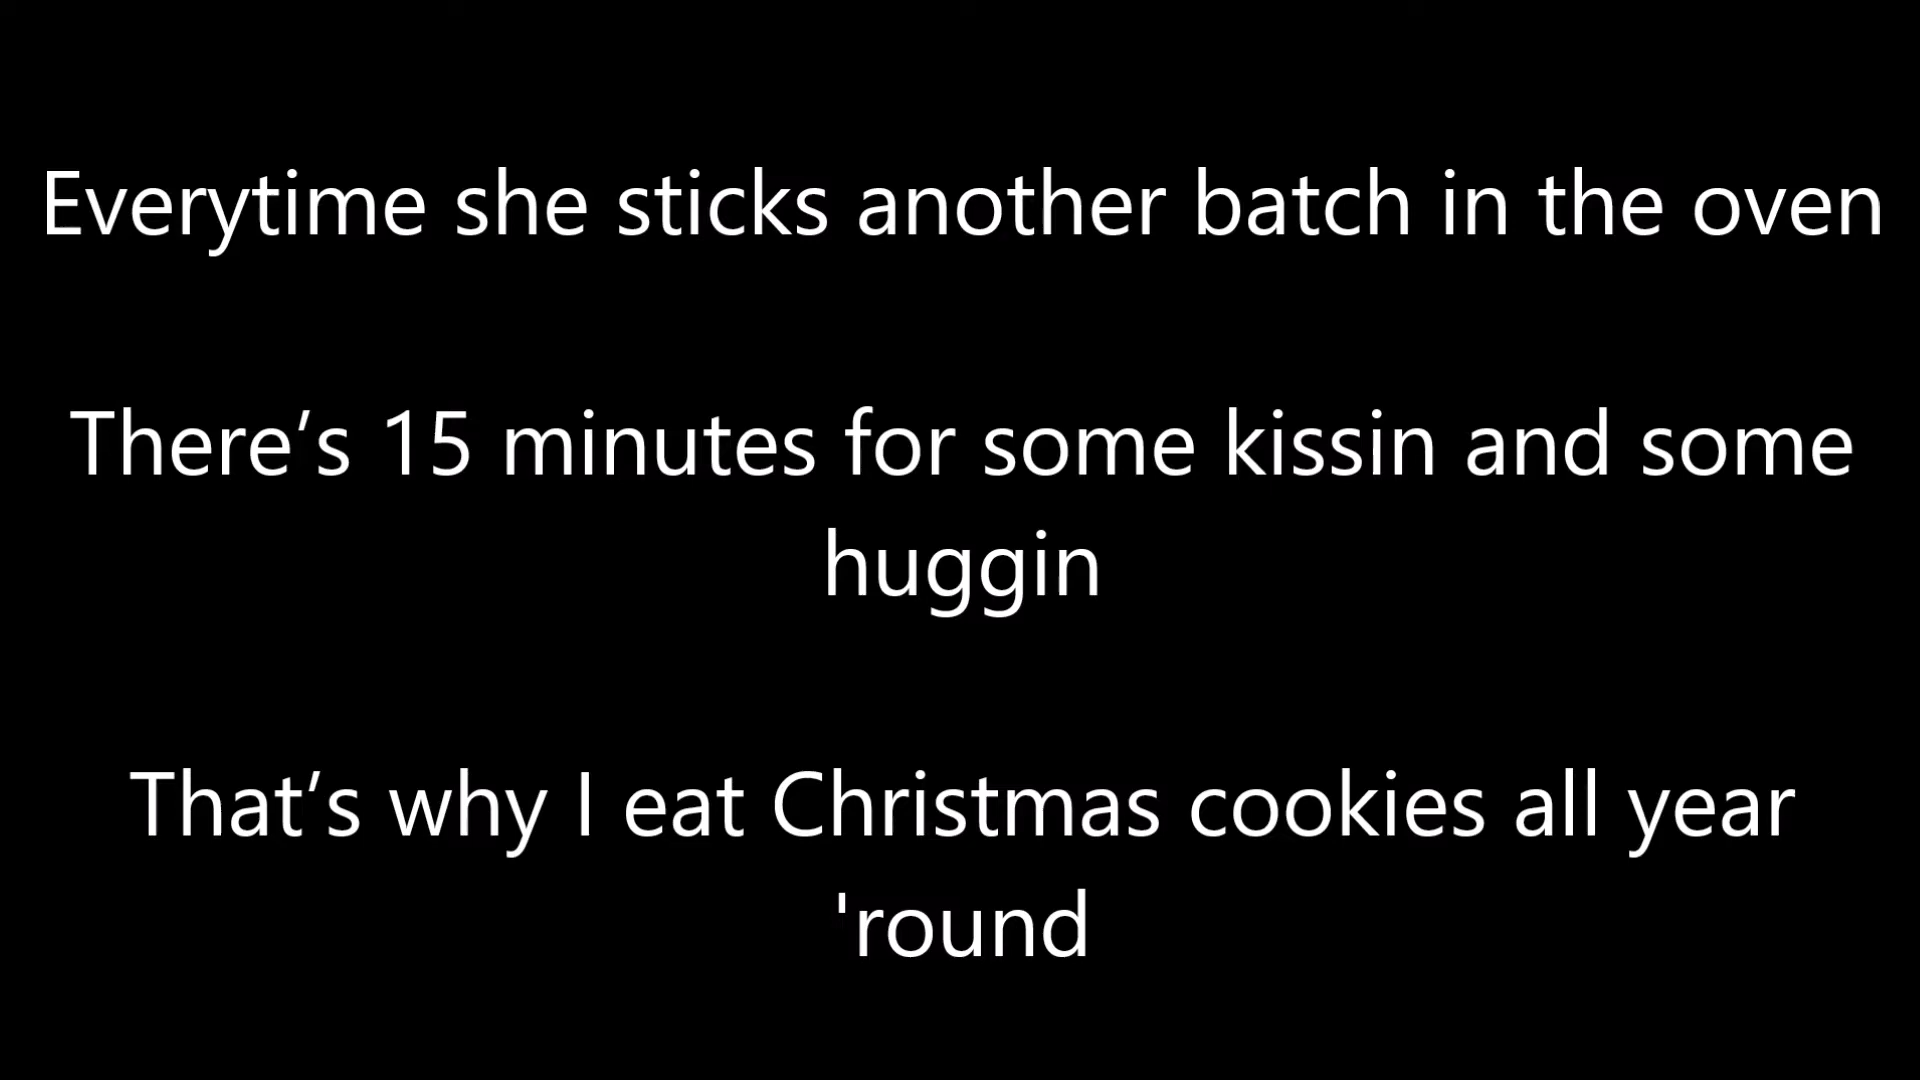 Everytime she sticks another batch in the oven
There’s 15 minutes for some kissin and some
huggin
That’s why I eat Christmas cookies all year
'round